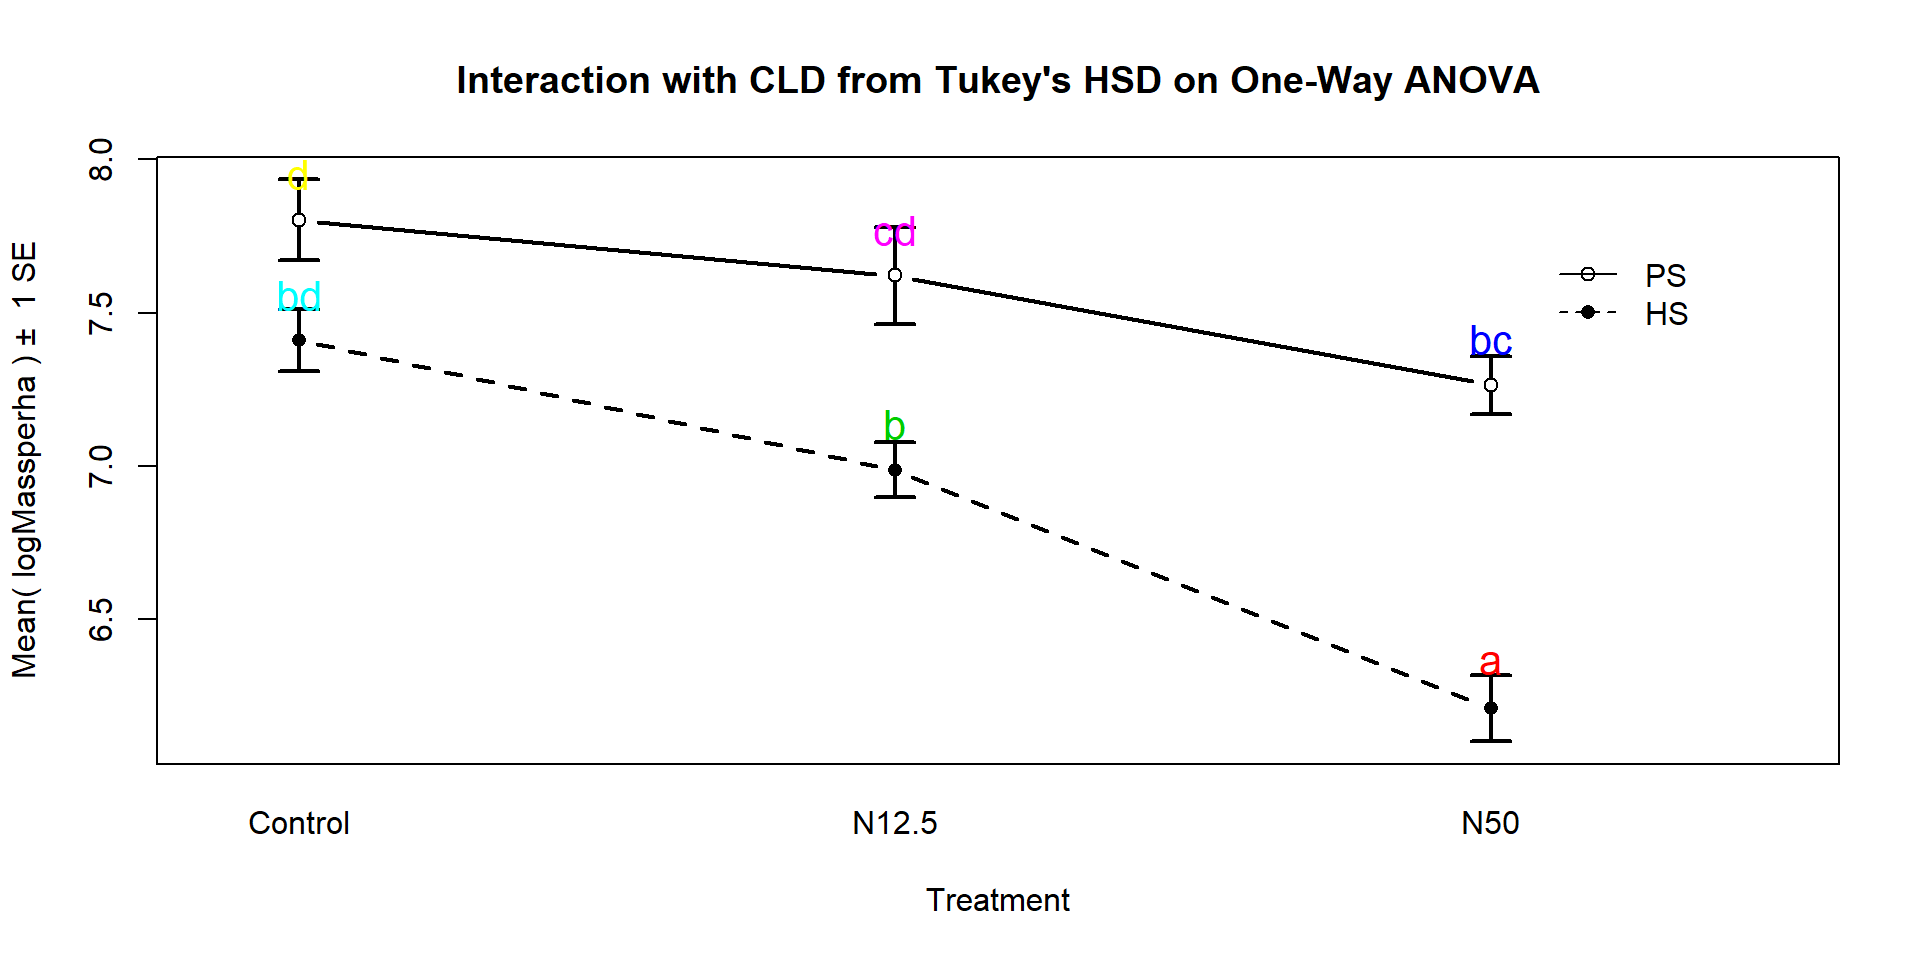 Interaction with CLD from Tukey's HSD on One-Way ANOVA
Mean( logMassperha ) ± 1 SE
8.0
7.5
7.0
6.5
d
cd
bd
bc
b
a
PS
HS
Control
N12.5
N50
Treatment